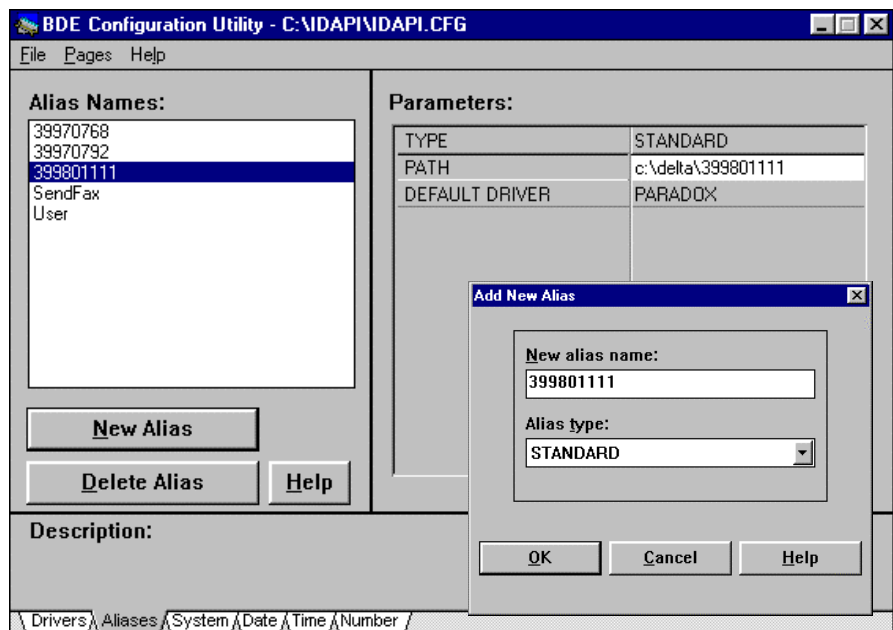 BDE Configuration Utility - C:\IDAPI\IDAPI.CFG
File Pages Help
Alias Names:
39970768
39970792
399801111
SendFax
User
New Alias
Delete Alias Help
Parameters:
TYPE STANDARD
PATH c:\delta\399801111
DEFAULT DRIVER PARADOX
Add New Alias
New alias name:
399801111
Alias type:
STANDARD
OK Cancel Help
Description:
Drivers Aliases System Date Time Number